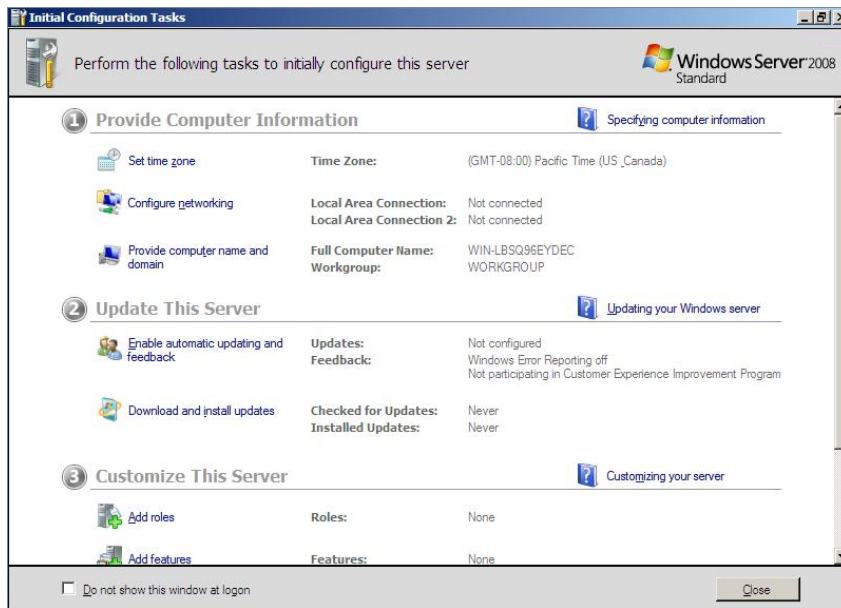 Initial Configuration Tasks
Perform the following tasks to initially configure this server
Windows Server 2008
Standard
1 Provide Computer Information
Specifying computer information
Set time zone
Time Zone: (GMT-08:00) Pacific Time (US _Canada)
Configure networking
Local Area Connection: Not connected
Local Area Connection 2: Not connected
Provide computer name and
domain
Full Computer Name: WIN-LBSQ96EYDEC
Workgroup: WORKGROUP
2 Update This Server
Updating your Windows server
Enable automatic updating and
feedback
Updates: Not configured
Feedback: Windows Error Reporting off
Not participating in Customer Experience Improvement Program
Download and install updates
Checked for Updates: Never
Installed Updates: Never
3 Customize This Server
Customizing your server
Add roles
Roles: None
Add features
Features: None
Do not show this window at logon
Close